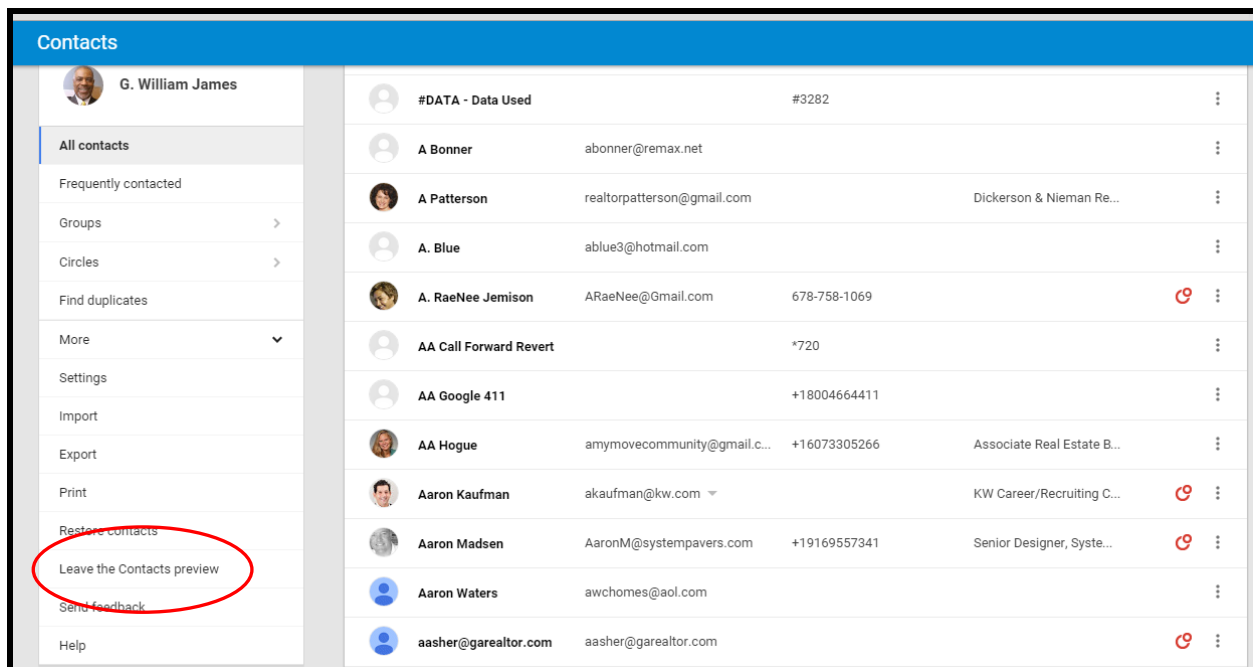 Contacts
G. William James
All contacts
Frequently contacted
Groups
Circles
Find duplicates
More
Settings
Import
Export
Print
Restore contacts
Leave the Contacts preview
Send feedback
Help
#DATA - Data Used #3282
A Bonner abonner@remax.net
A Patterson realtorpatterson@gmail.com Dickerson & Nieman Re...
A. Blue ablue3@hotmail.com
A. RaeNee Jemison ARaeNee@Gmail.com 678-758-1069
AA Call Forward Revert *720
AA Google 411 +18004664411
AA Hogue amymovecommunity@gmail.c... +16073305266 Associate Real Estate B...
Aaron Kaufman akaufman@kw.com KW Career/Recruiting C...
Aaron Madsen AaronM@systempavers.com +19169557341 Senior Designer, Syste...
Aaron Waters awchomes@aol.com
aasher@garealtor.com aasher@garealtor.com